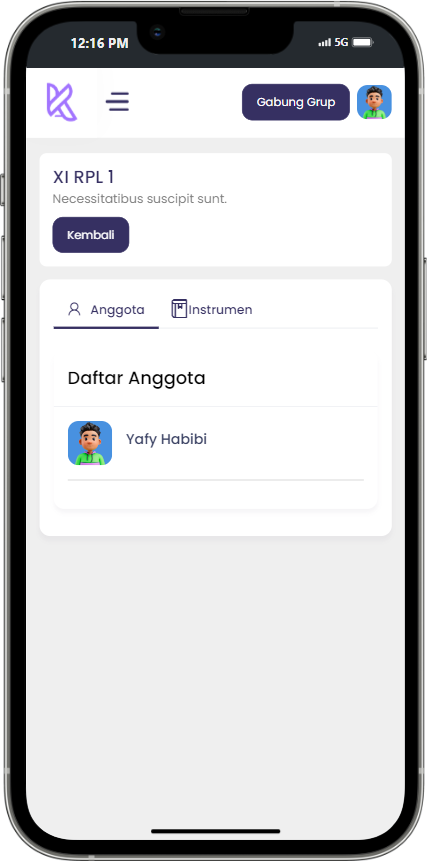 12:16 PM
5G
Gabung Grup
XI RPL 1
Necessitatibus suscipit sunt.
Kembali
Anggota
Instrumen
Daftar Anggota
Yafy Habibi